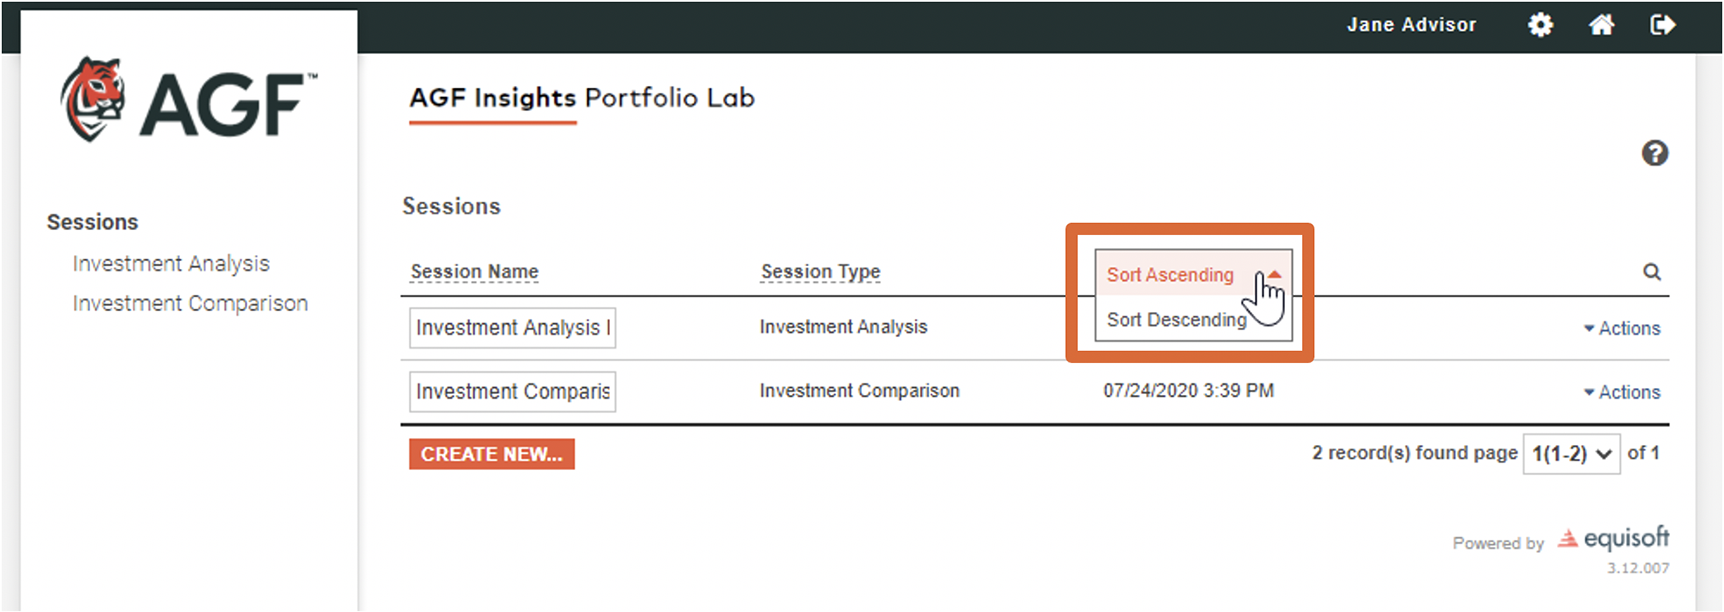 Jane Advisor
AGF™
AGF Insights Portfolio Lab
?
Sessions
Investment Analysis
Investment Comparison
Sessions
Session Name Session Type Sort Ascending
Sort Descending
Investment Analysis I Investment Analysis Actions
Investment Comparis Investment Comparison 07/24/2020 3:39 PM Actions
CREATE NEW... 2 record(s) found page 1(1-2) of 1
Powered by equisoft
3.12.007